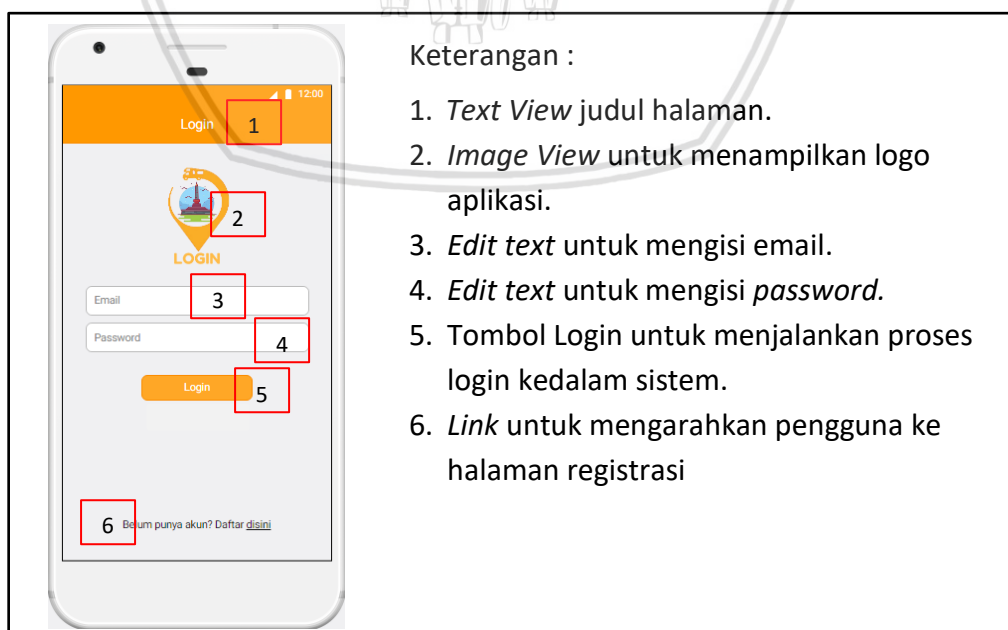 12:00
Login
1
2
LOGIN
Email
3
Password
4
Login
5
6
Belum punya akun? Daftar disini
Keterangan :
1. Text View judul halaman.
2. Image View untuk menampilkan logo
aplikasi.
3. Edit text untuk mengisi email.
4. Edit text untuk mengisi password.
5. Tombol Login untuk menjalankan proses
login kedalam sistem.
6. Link untuk mengarahkan pengguna ke
halaman registrasi